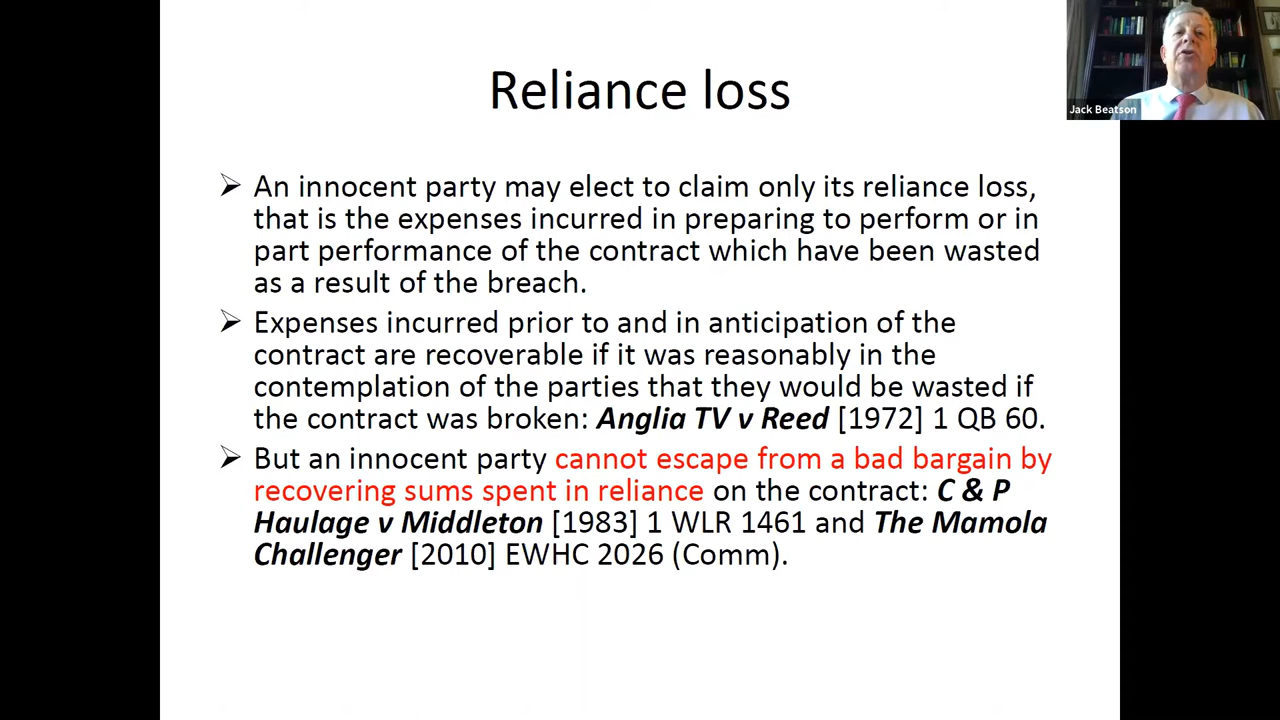 Reliance loss
Jack Beatson
➢ An innocent party may elect to claim only its reliance loss,
that is the expenses incurred in preparing to perform or in
part performance of the contract which have been wasted
as a result of the breach.
➢ Expenses incurred prior to and in anticipation of the
contract are recoverable if it was reasonably in the
contemplation of the parties that they would be wasted if
the contract was broken: Anglia TV v Reed [1972] 1 QB 60.
➢ But an innocent party cannot escape from a bad bargain by
recovering sums spent in reliance on the contract: C & P
Haulage v Middleton [1983] 1 WLR 1461 and The Mamola
Challenger [2010] EWHC 2026 (Comm).